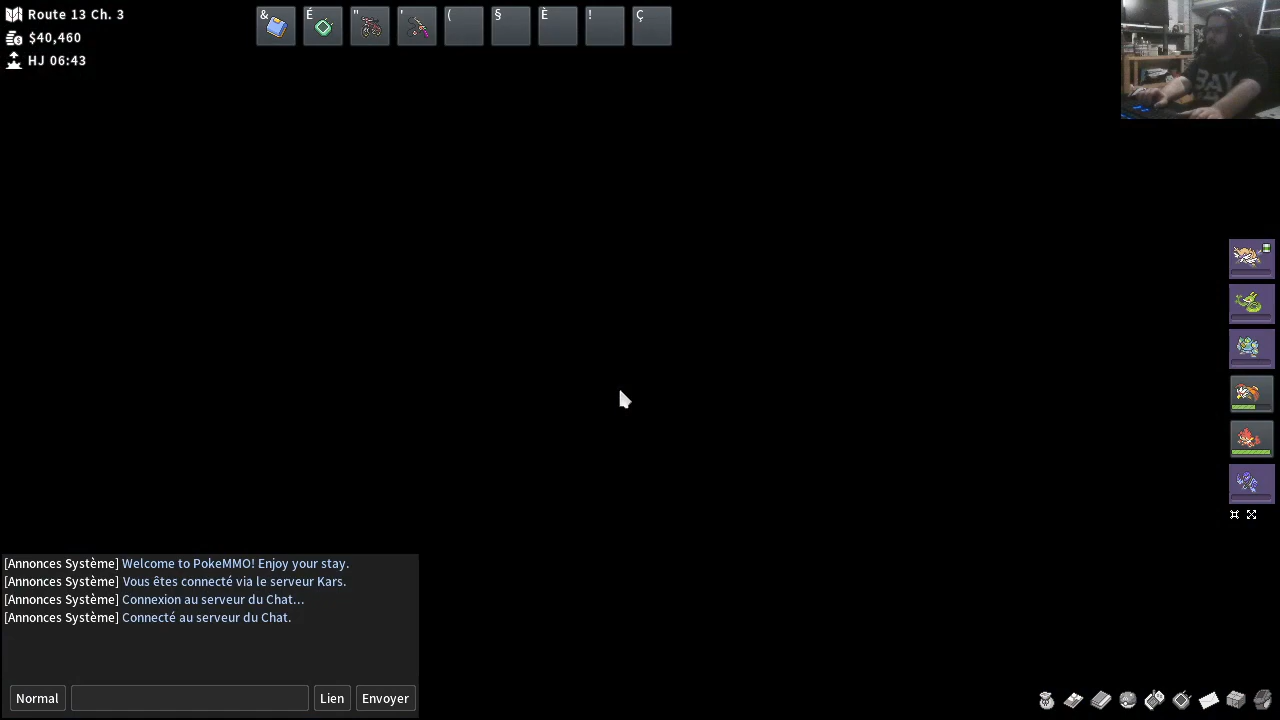 Route 13 Ch. 3
$40,460
HJ 06:43
& É " ' ( § È ! Ç
BAY
[Annonces Système] Welcome to PokeMMO! Enjoy your stay.
[Annonces Système] Vous êtes connecté via le serveur Kars.
[Annonces Système] Connexion au serveur du Chat...
[Annonces Système] Connecté au serveur du Chat.
Normal Lien Envoyer